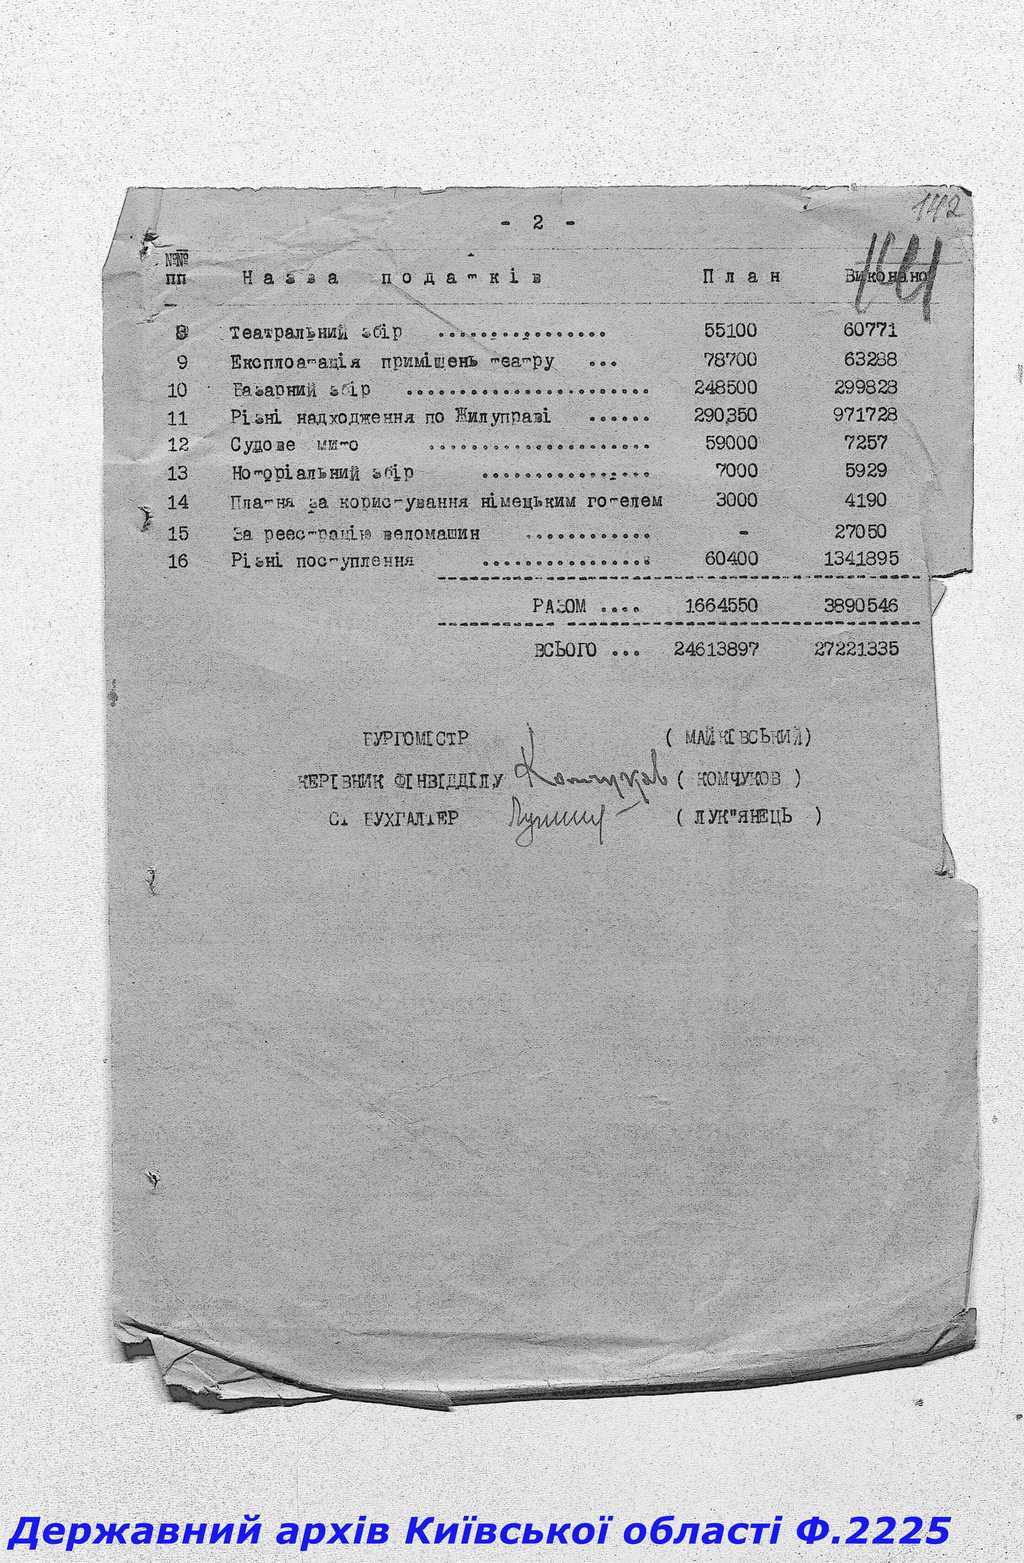 142
- 2 -
144
№№ пп Назва податків План Виконано
8 Театральний збір ................ 55100 60771
9 Експлоатація приміщень театру ... 78700 63288
10 Базарний збір ....................... 248500 299828
11 Різні надходження по Жилуправі ...... 290350 971728
12 Судове мито ..................... 59000 7257
13 Ноторіальний збір ................ 7000 5929
14 Платня за користування німецьким готелем 3000 4190
15 За реєстрацію веломашин ............ - 27050
16 Різні поступлення ................ 60400 1341895
РАЗОМ .... 1664550 3890546
ВСЬОГО ... 24613897 27221335
БУРГОМІСТР ( МАЙКІВСЬКИЙ)
КЕРІВНИК ФІНВІДДІЛУ ( КОМЧУКОВ )
СТ БУХГАЛТЕР ( ЛУК"ЯНЕЦЬ )
Державний архів Київської області Ф.2225